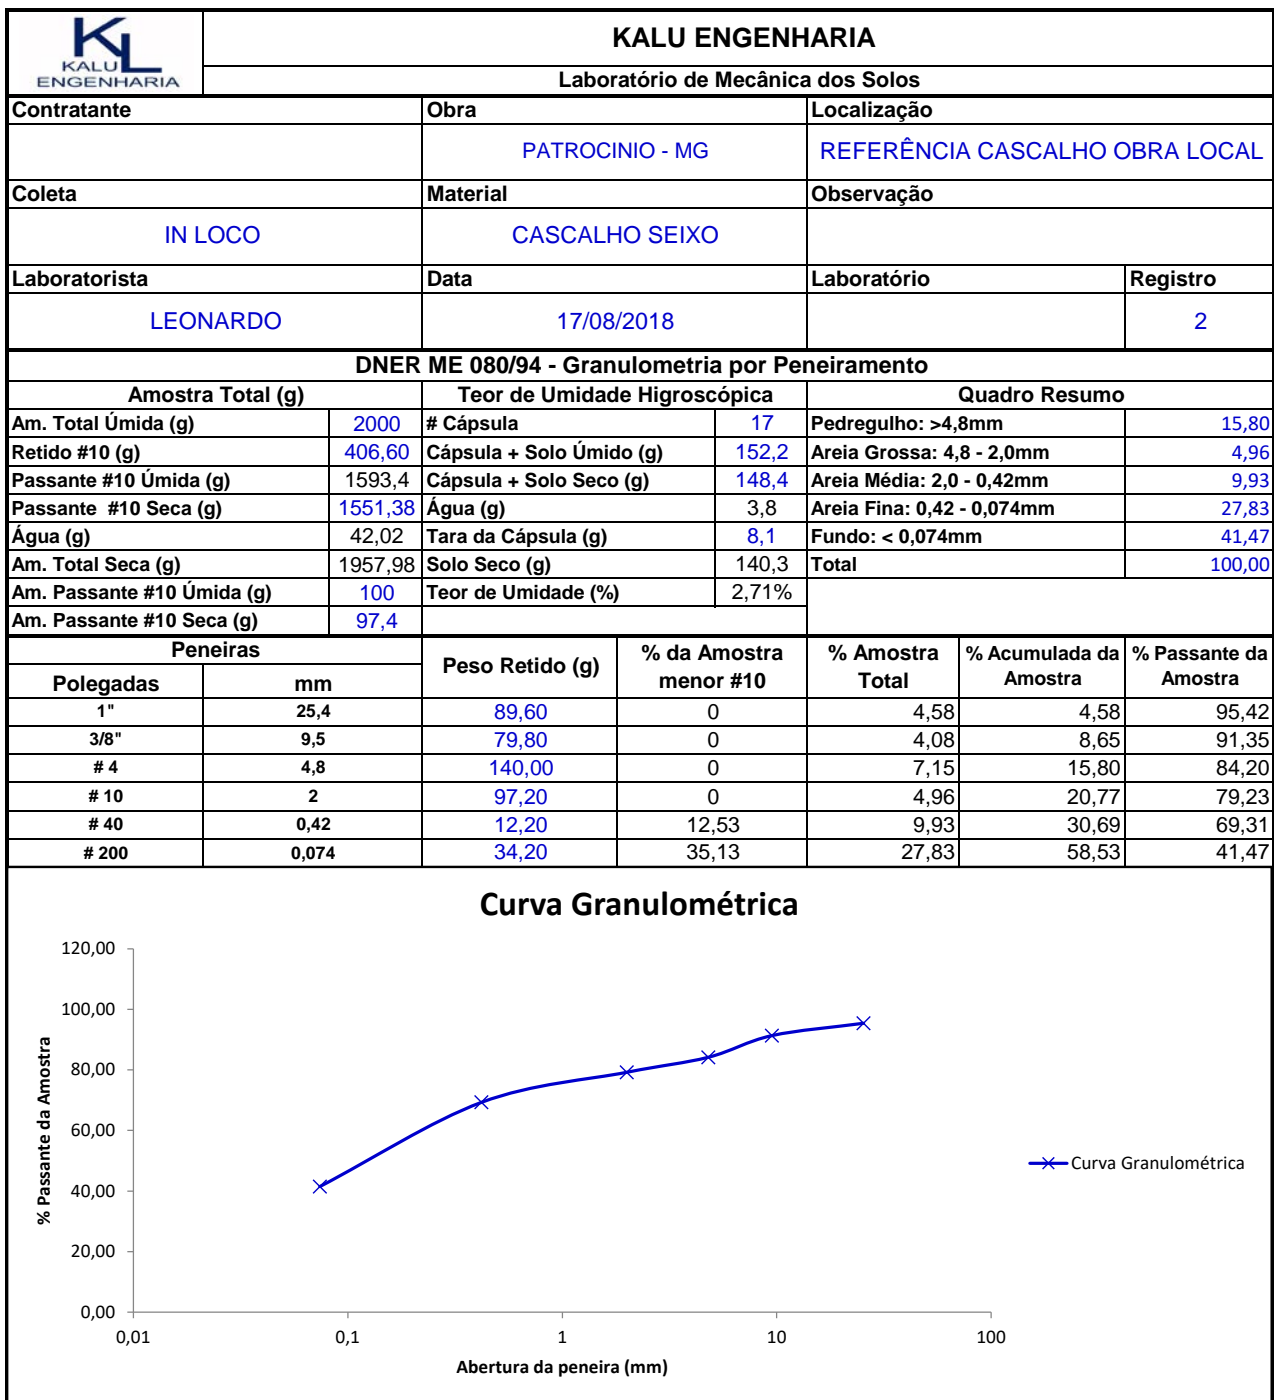 KL
KALU
ENGENHARIA
KALU ENGENHARIA
Laboratório de Mecânica dos Solos
Contratante Obra Localização
PATROCINIO - MG REFERÊNCIA CASCALHO OBRA LOCAL
Coleta Material Observação
IN LOCO CASCALHO SEIXO
Laboratorista Data Laboratório Registro
LEONARDO 17/08/2018 2
DNER ME 080/94 - Granulometria por Peneiramento
Amostra Total (g) Teor de Umidade Higroscópica Quadro Resumo
Am. Total Úmida (g) 2000 # Cápsula 17 Pedregulho: >4,8mm 15,80
Retido #10 (g) 406,60 Cápsula + Solo Úmido (g) 152,2 Areia Grossa: 4,8 - 2,0mm 4,96
Passante #10 Úmida (g) 1593,4 Cápsula + Solo Seco (g) 148,4 Areia Média: 2,0 - 0,42mm 9,93
Passante #10 Seca (g) 1551,38 Água (g) 3,8 Areia Fina: 0,42 - 0,074mm 27,83
Água (g) 42,02 Tara da Cápsula (g) 8,1 Fundo: < 0,074mm 41,47
Am. Total Seca (g) 1957,98 Solo Seco (g) 140,3 Total 100,00
Am. Passante #10 Úmida (g) 100 Teor de Umidade (%) 2,71%
Am. Passante #10 Seca (g) 97,4
Peneiras Peso Retido (g) % da Amostra menor #10 % Amostra Total % Acumulada da Amostra % Passante da Amostra
Polegadas mm
1" 25,4 89,60 0 4,58 4,58 95,42
3/8" 9,5 79,80 0 4,08 8,65 91,35
# 4 4,8 140,00 0 7,15 15,80 84,20
# 10 2 97,20 0 4,96 20,77 79,23
# 40 0,42 12,20 12,53 9,93 30,69 69,31
# 200 0,074 34,20 35,13 27,83 58,53 41,47
Curva Granulométrica
120,00
100,00
80,00
60,00
40,00
20,00
0,00
% Passante da Amostra
0,01 0,1 1 10 100
Abertura da peneira (mm)
Curva Granulométrica